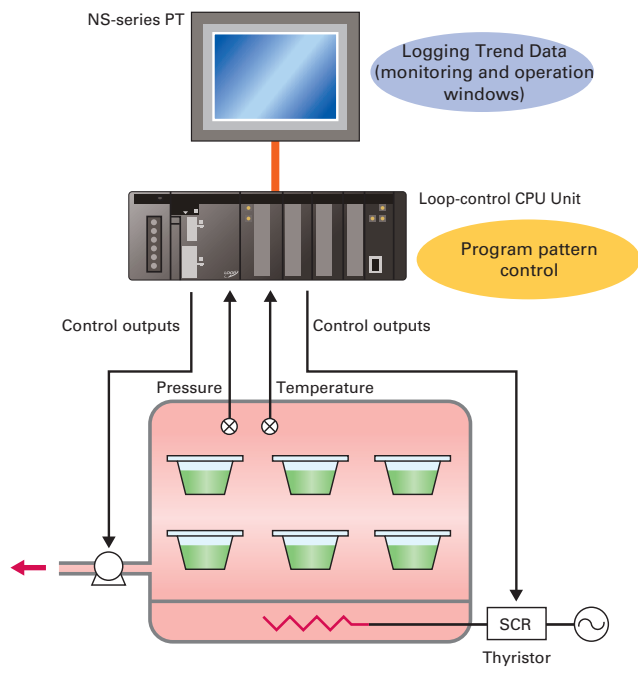 NS-series PT
Logging Trend Data
(monitoring and operation
windows)
Loop-control CPU Unit
Program pattern
control
Control outputs
Control outputs
Pressure
Temperature
SCR
Thyristor